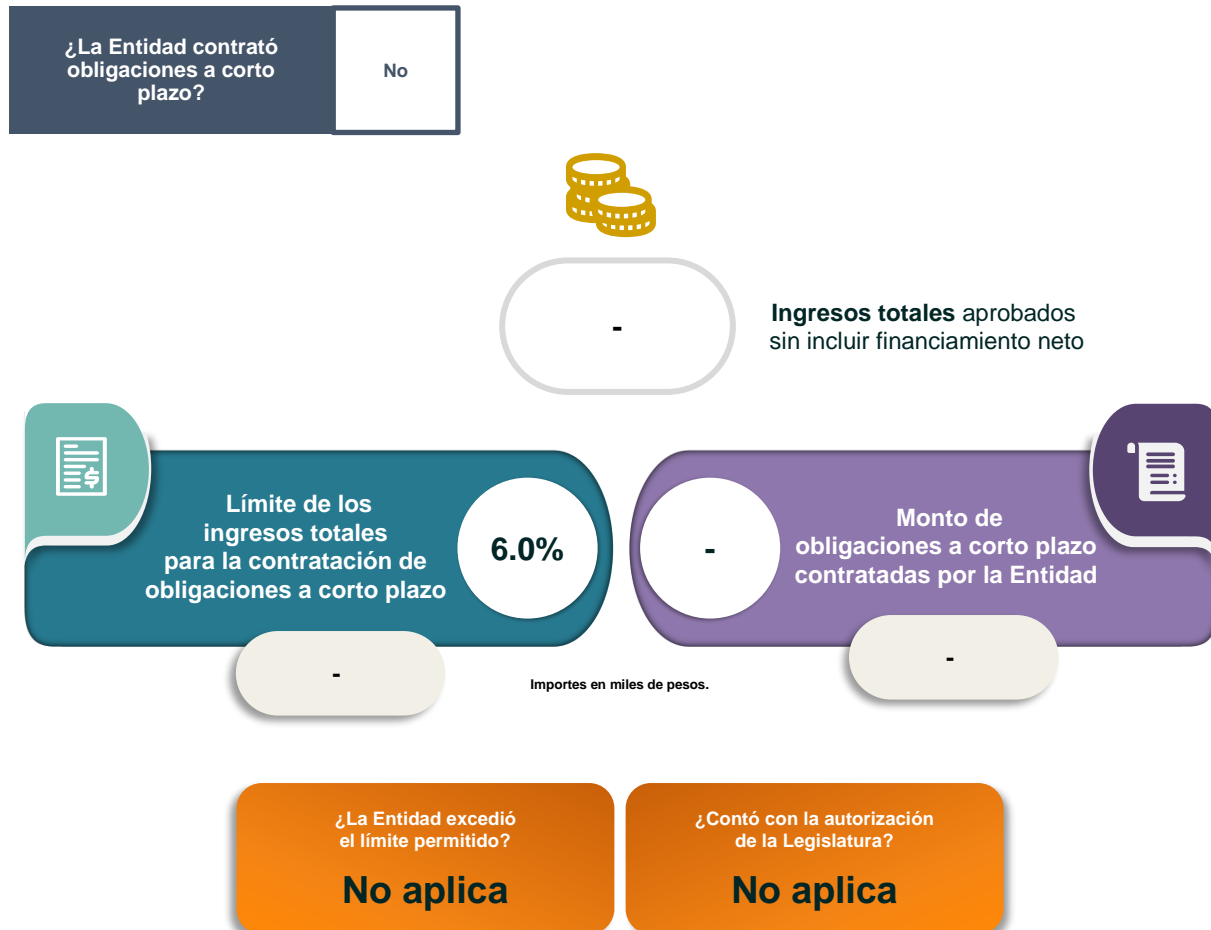 ¿La Entidad contrató
obligaciones a corto
plazo?
No
-
Ingresos totales aprobados
sin incluir financiamiento neto
Límite de los
ingresos totales
para la contratación de
obligaciones a corto plazo
6.0%
-
Monto de
obligaciones a corto plazo
contratadas por la Entidad
-
-
Importes en miles de pesos.
¿La Entidad excedió
el límite permitido?
No aplica
¿Contó con la autorización
de la Legislatura?
No aplica